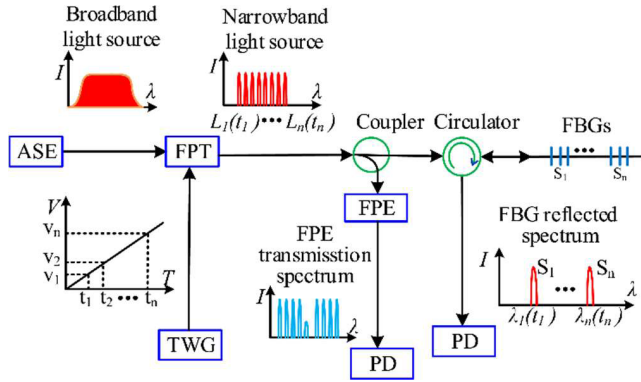 Broadband
light source
I
λ
Narrowband
light source
I
λ
L₁(t₁) ••• Lₙ(tₙ)
Coupler
Circulator
FBGs
ASE
FPT
S₁
Sₙ
FPE
V
vₙ
v₂
v₁
T
t₁ t₂ ••• tₙ
TWG
FPE
transmisstion
spectrum
I
λ
PD
PD
FBG reflected
spectrum
I
S₁
Sₙ
λ
λ₁(t₁)
λₙ(tₙ)